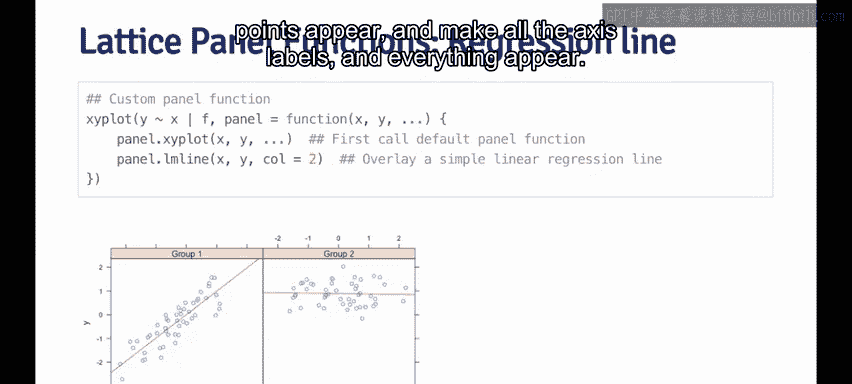 points appear, and make all the axis
labels, and everything appear.
Lattice Panel Functions: Regression line
## Custom panel function
xyplot(y ~ x | f, panel = function(x, y, ...) {
panel.xyplot(x, y, ...) ## First call default panel function
panel.lmline(x, y, col = 2) ## Overlay a simple linear regression line
})
-2 -1 0 1 2
Group 1 Group 2
2
1
0
-1
-2
y